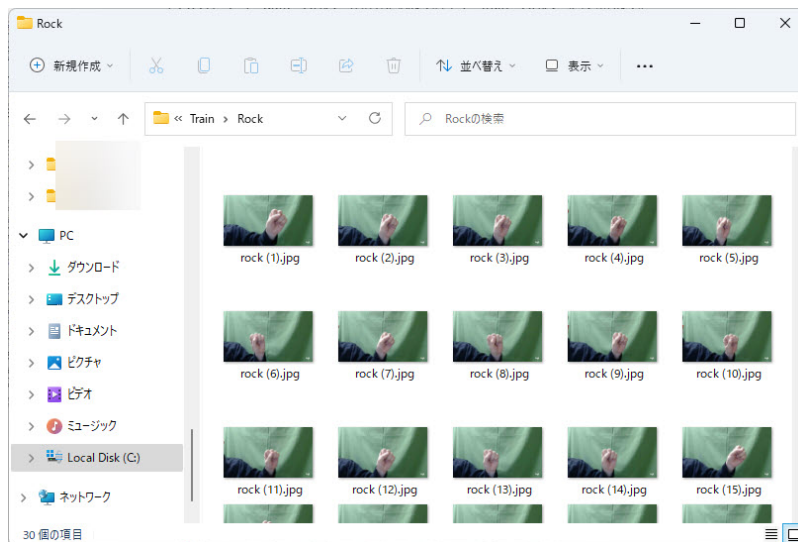 Rock
新規作成
並べ替え
表示
Train
Rock
Rockの検索
PC
ダウンロード
デスクトップ
ドキュメント
ピクチャ
ビデオ
ミュージック
Local Disk (C:)
ネットワーク
rock (1).jpg
rock (2).jpg
rock (3).jpg
rock (4).jpg
rock (5).jpg
rock (6).jpg
rock (7).jpg
rock (8).jpg
rock (9).jpg
rock (10).jpg
rock (11).jpg
rock (12).jpg
rock (13).jpg
rock (14).jpg
rock (15).jpg
30 個の項目